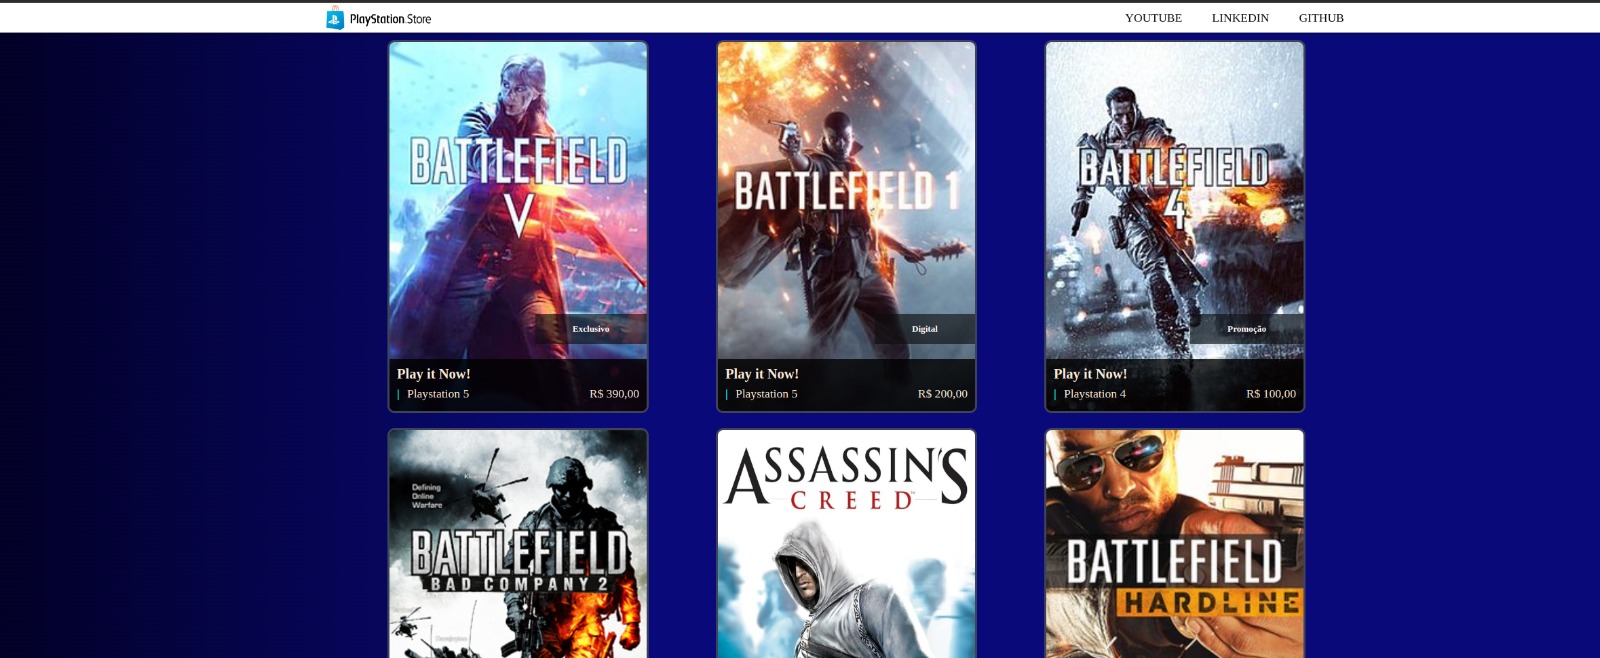 PlayStation Store
YOUTUBE LINKEDIN GITHUB
BATTLEFIELD
V
Exclusivo
Play it Now!
| Playstation 5 R$ 390,00
BATTLEFIELD 1
Digital
Play it Now!
| Playstation 5 R$ 200,00
BATTLEFIELD
4
Promoção
Play it Now!
| Playstation 4 R$ 100,00
Defining
Online
Warfare
BATTLEFIELD
BAD COMPANY 2
ASSASSIN'S
CREED
BATTLEFIELD
HARDLINE